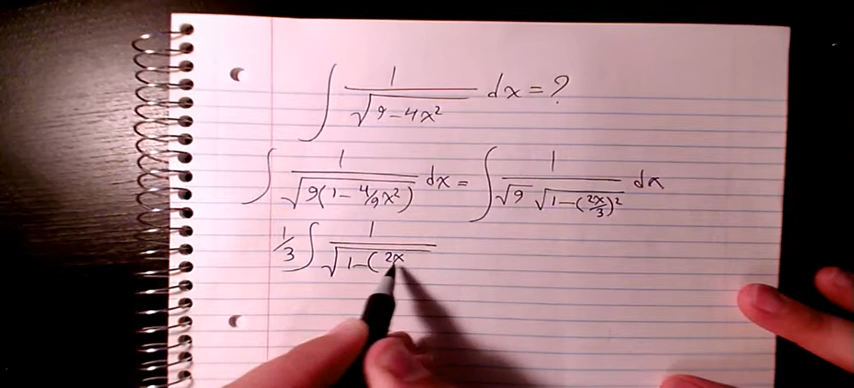 ∫ 1/√(9-4x²) dx = ?
∫ 1/√(9(1-4/9x²)) dx = ∫ 1/(√9 √(1-(2x/3)²)) dx
1/3 ∫ 1/√(1-(2x